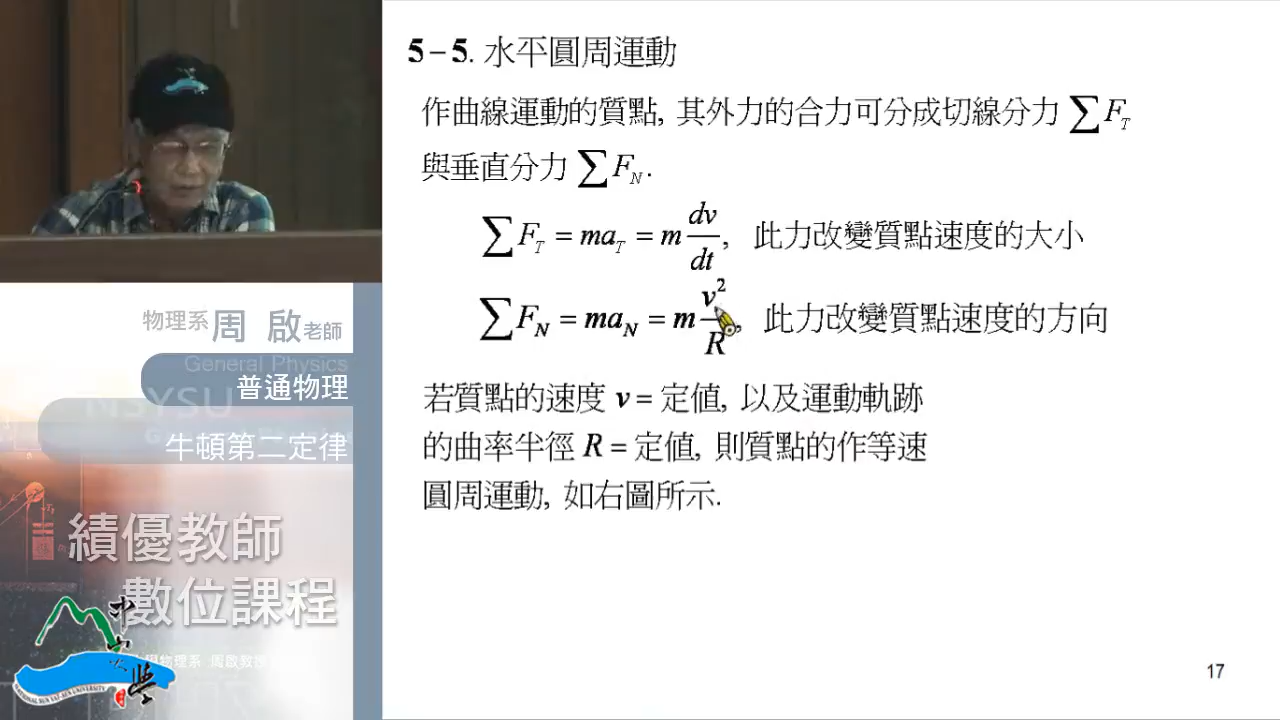 5-5. 水平圓周運動
作曲線運動的質點, 其外力的合力可分成切線分力 ∑F_T
與垂直分力 ∑F_N.
∑F_T = ma_T = m dv/dt, 此力改變質點速度的大小
∑F_N = ma_N = m v²/R, 此力改變質點速度的方向
若質點的速度 v = 定值, 以及運動軌跡
的曲率半徑 R = 定值, 則質點的作等速
圓周運動, 如右圖所示.
17
物理系 周 啟 老師
General Physics
普通物理
NSYSU
牛頓第二定律
績優教師
數位課程
NATIONAL SUN YAT-SEN UNIVERSITY